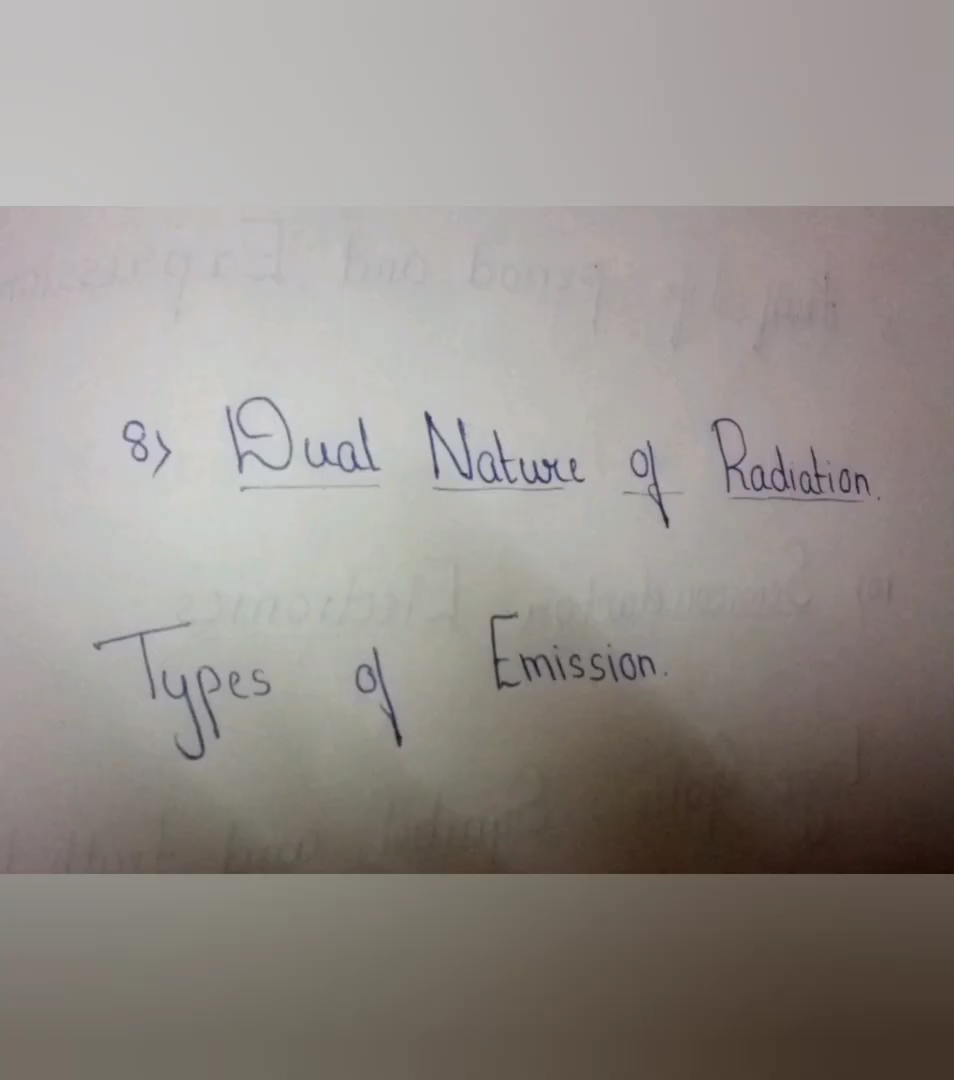 8) Dual Nature of Radiation.
Types of Emission.